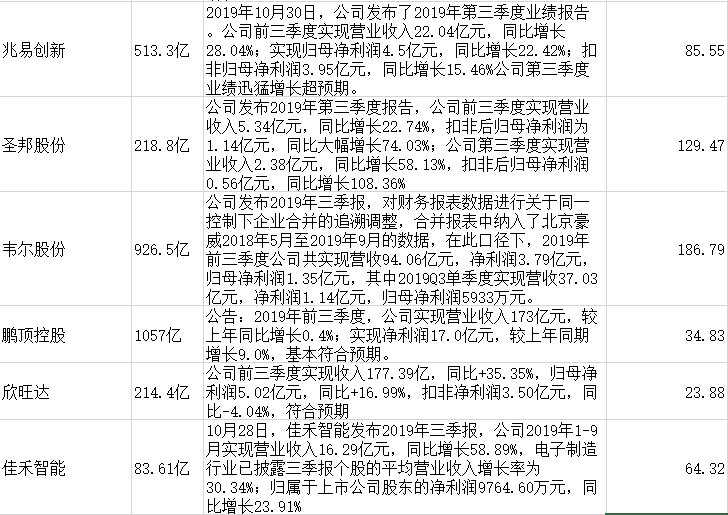 兆易创新
513.3亿
2019年10月30日，公司发布了2019年第三季度业绩报告
。公司前三季度实现营业收入22.04亿元，同比增长
28.04%；实现归母净利润4.5亿元，同比增长22.42%；扣
非归母净利润3.95亿元，同比增长15.46%公司第三季度
业绩迅猛增长超预期。
85.55
圣邦股份
218.8亿
公司发布2019年第三季度报告，公司前三季度实现营业
收入5.34亿元，同比增长22.74%，扣非后归母净利润为
1.14亿元，同比大幅增长74.03%；公司第三季度实现营
业收入2.38亿元，同比增长58.13%，扣非后归母净利润
0.56亿元，同比增长108.36%
129.47
韦尔股份
926.5亿
公司发布2019年三季报，对财务报表数据进行关于同一
控制下企业合并的追溯调整，合并报表中纳入了北京豪
威2018年5月至2019年9月的数据，在此口径下，2019年
前三季度公司共实现营收94.06亿元，净利润3.79亿元，
归母净利润1.35亿元，其中2019Q3单季度实现营收37.03
亿元，净利润1.14亿元，归母净利润5933万元。
186.79
鹏顶控股
1057亿
公告：2019年前三季度，公司实现营业收入173亿元，较
上年同比增长0.4%；实现净利润17.0亿元，较上年同期
增长9.0%，基本符合预期。
34.83
欣旺达
214.4亿
公司前三季度实现收入177.39亿，同比+35.35%，归母净
利润5.02亿元，同比+16.99%，扣非净利润3.50亿元，同
比-4.04%，符合预期
23.88
佳禾智能
83.61亿
10月28日，佳禾智能发布2019年三季报，公司2019年1-9
月实现营业收入16.29亿元，同比增长58.89%，电子制造
行业已披露三季报个股的平均营业收入增长率为
30.34%；归属于上市公司股东的净利润9764.60万元，同
比增长23.91%
64.32